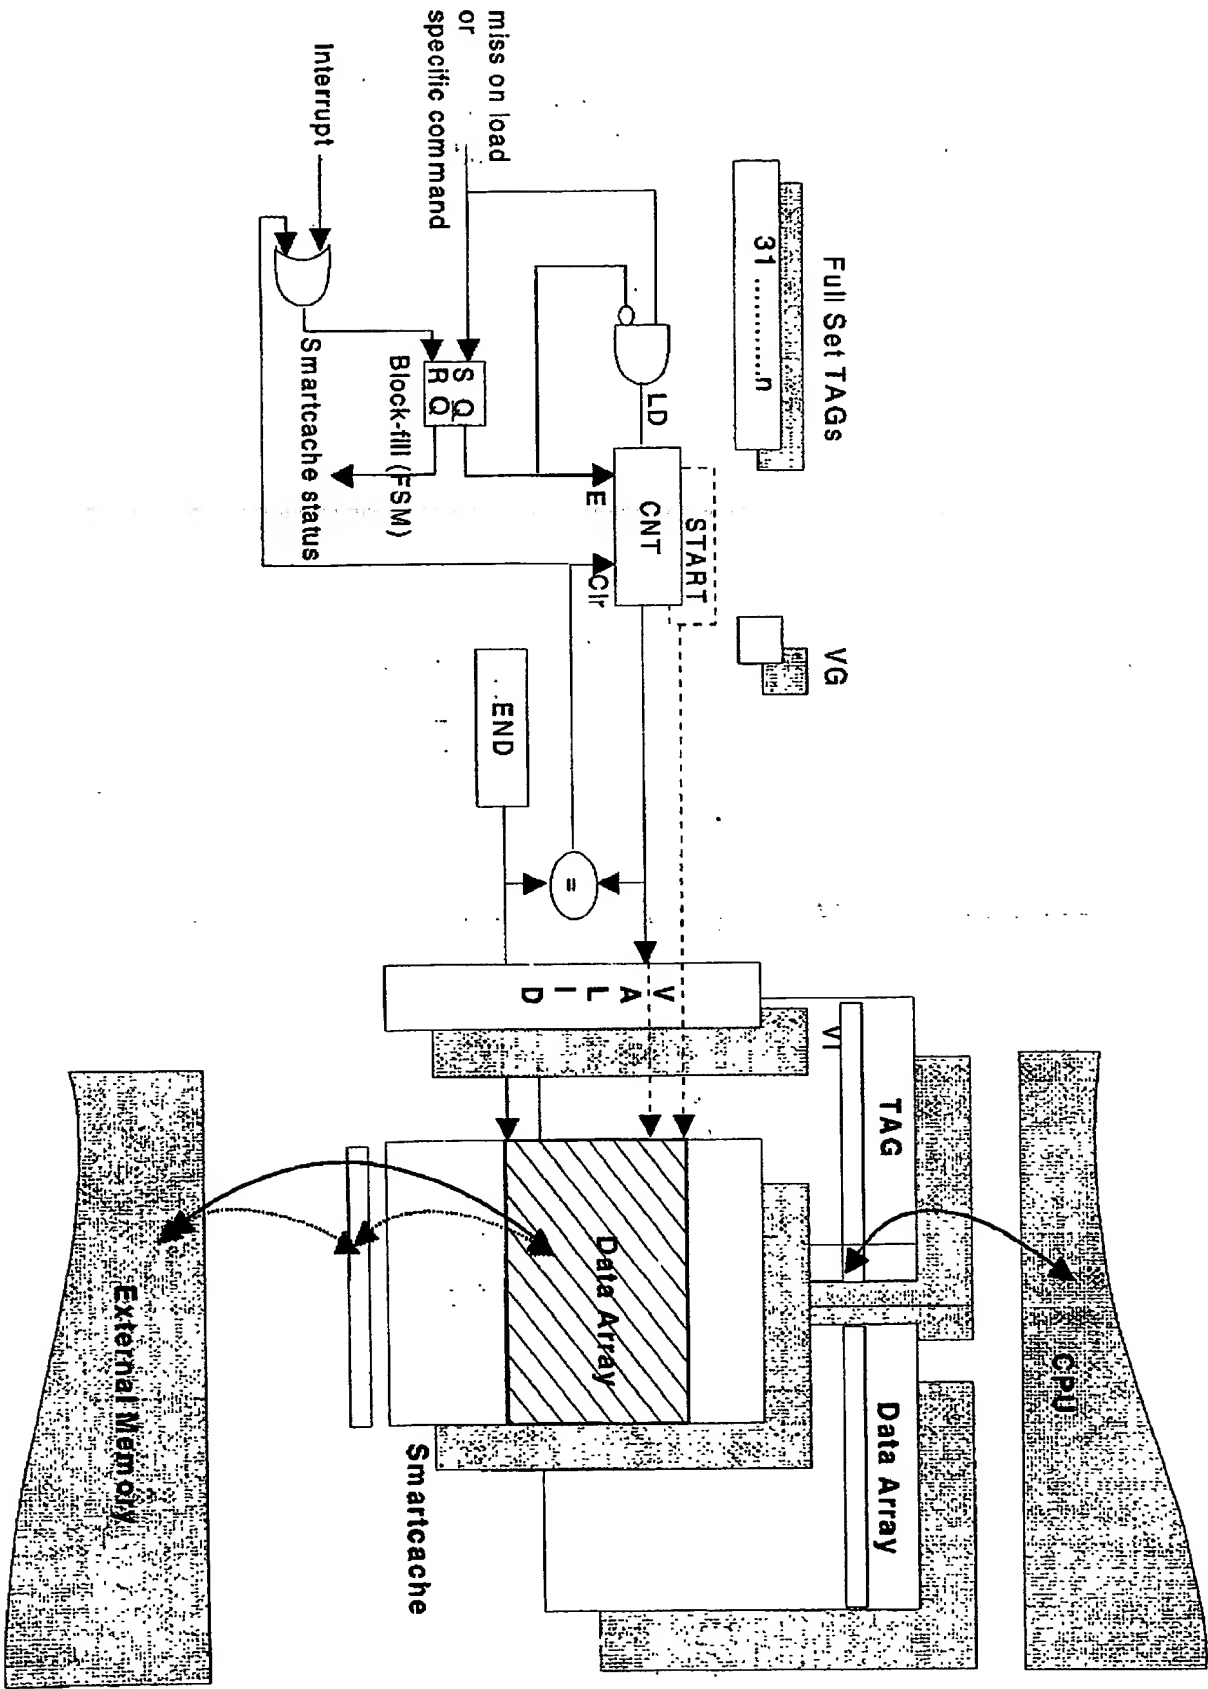 CPU
TAG
Data Array
VI
Full Set TAGs
VG
31 ............n
START
LD
CNT
E
Clr
V
A
L
I
D
Data Array
miss on load
or
specific command
S Q
R Q
END
=
Block-fill (FSM)
Smartcache
Interrupt
Smartcache status
External Memory